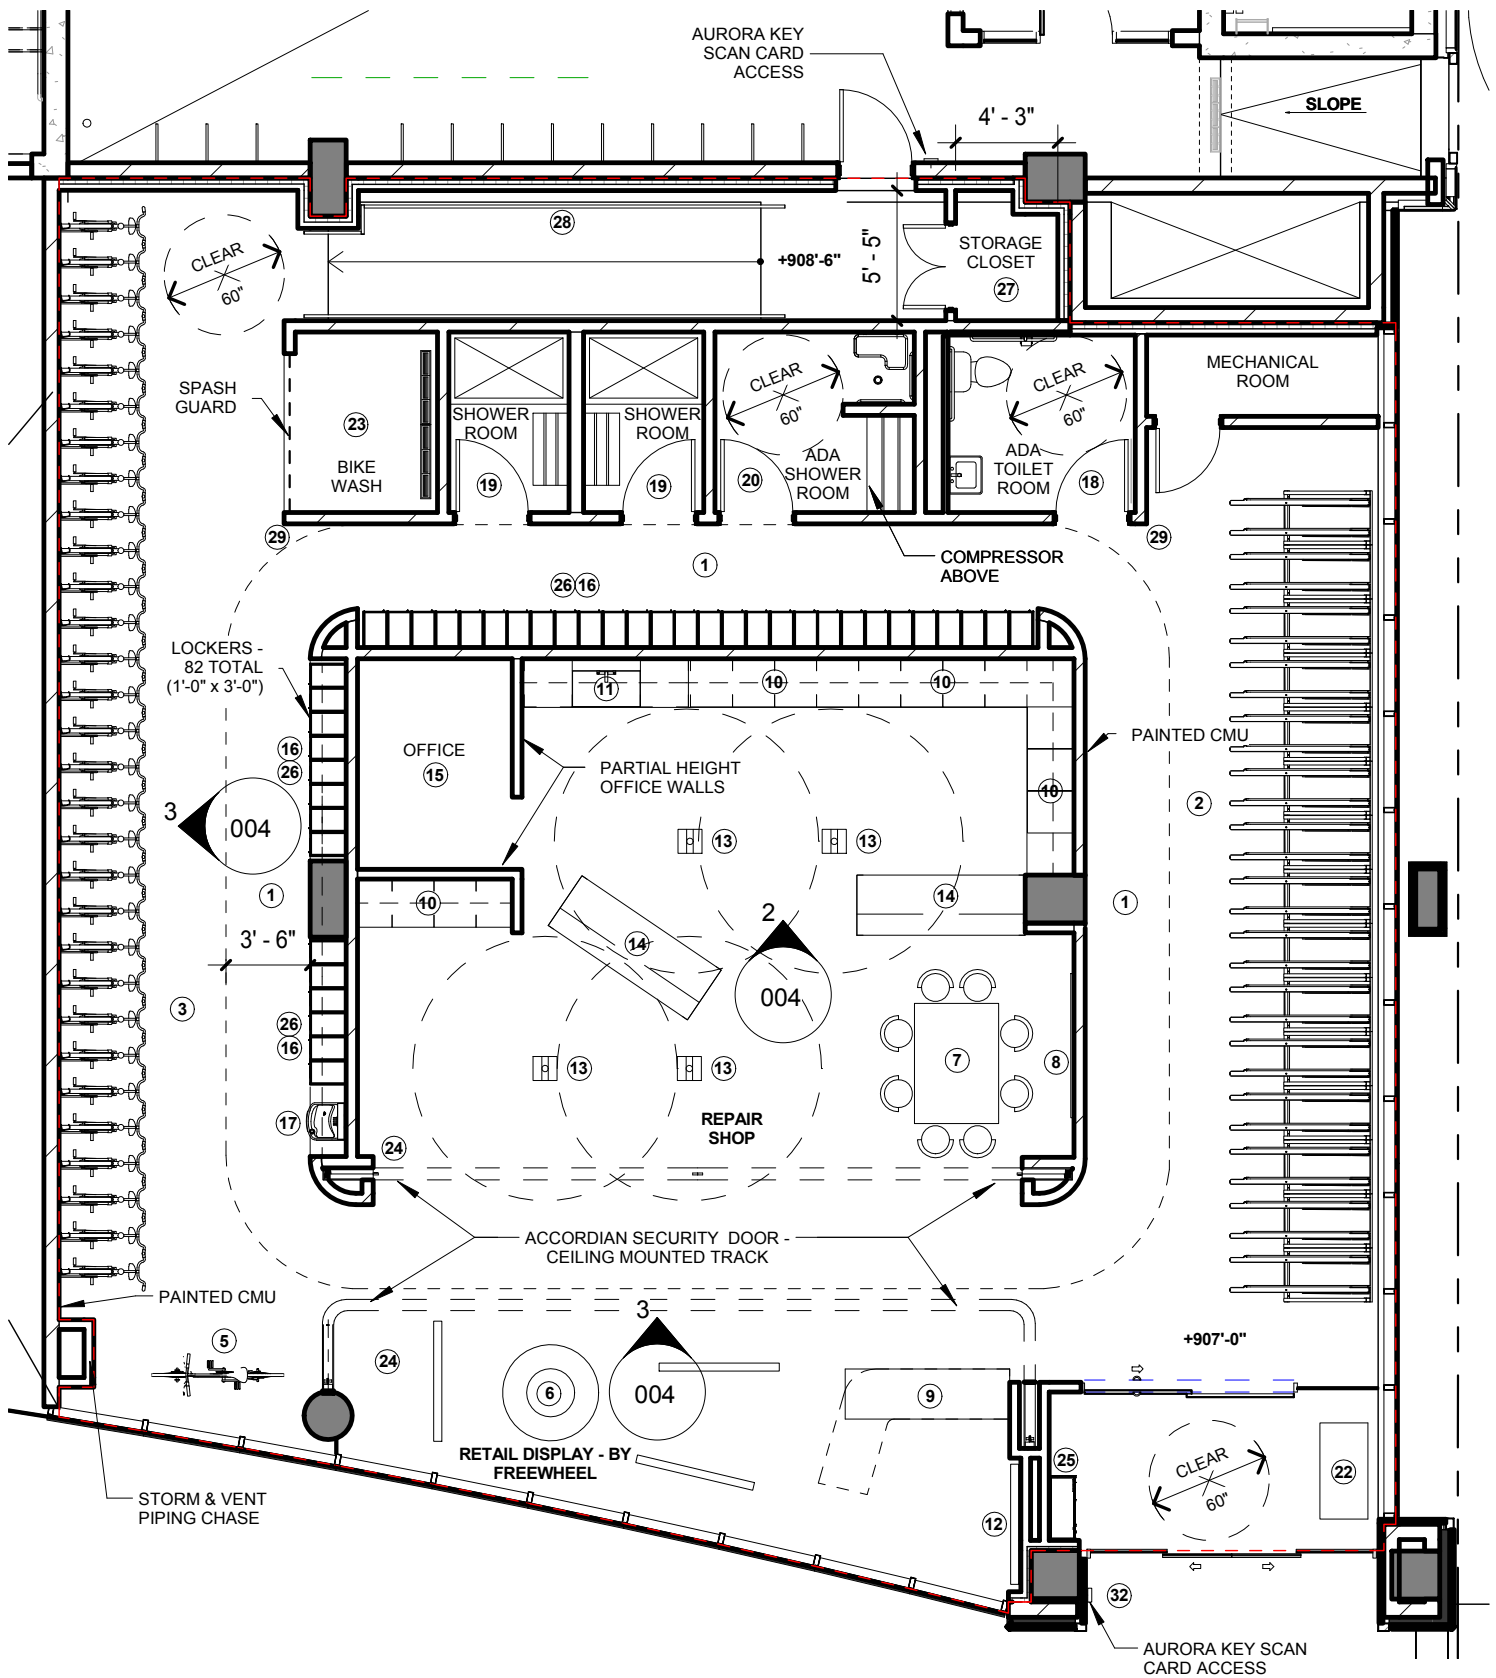 AURORA KEY
SCAN CARD
ACCESS
4' - 3"
SLOPE
28
+908'-6"
5' - 5"
STORAGE
CLOSET
27
CLEAR
60"
SPASH
GUARD
23
BIKE
WASH
SHOWER
ROOM
19
SHOWER
ROOM
19
CLEAR
60"
ADA
SHOWER
ROOM
20
CLEAR
60"
ADA
TOILET
ROOM
18
MECHANICAL
ROOM
29
29
1
COMPRESSOR
ABOVE
26 16
LOCKERS -
82 TOTAL
(1'-0" x 3'-0")
11
10
10
PAINTED CMU
16
26
OFFICE
15
PARTIAL HEIGHT
OFFICE WALLS
10
2
3
004
13
13
1
10
14
14
1
2
004
3' - 6"
3
26
16
13
13
7
8
17
REPAIR
SHOP
24
ACCORDIAN SECURITY DOOR -
CEILING MOUNTED TRACK
PAINTED CMU
5
24
3
004
6
9
+907'-0"
RETAIL DISPLAY - BY
FREEWHEEL
25
CLEAR
60"
22
STORM & VENT
PIPING CHASE
12
32
AURORA KEY SCAN
CARD ACCESS